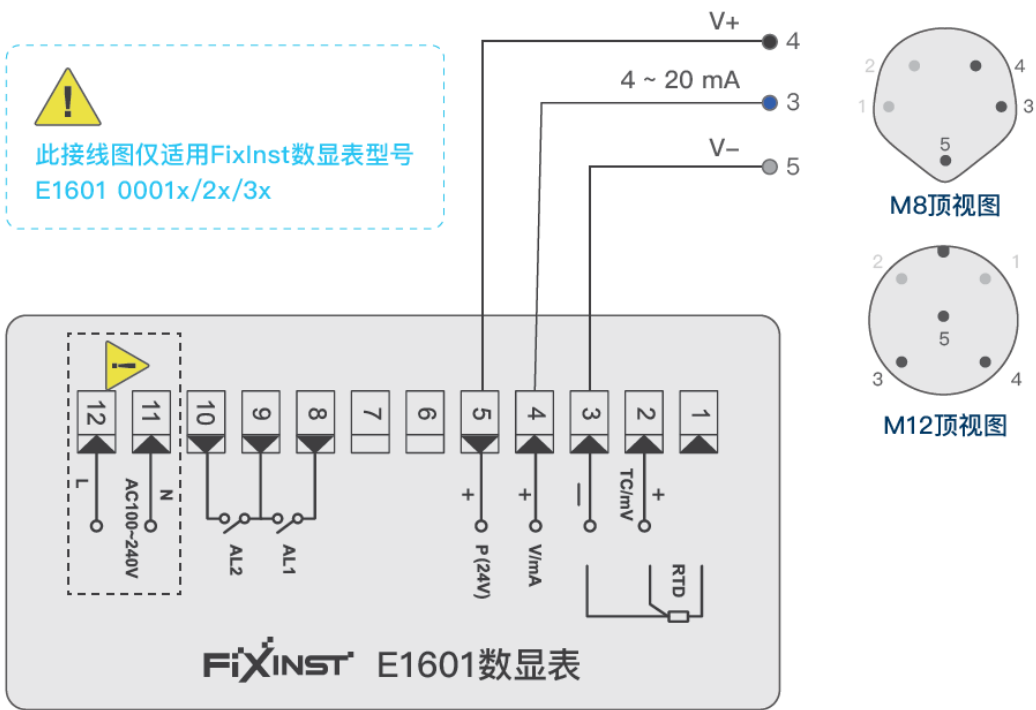 V+
4
4 ~ 20 mA
3
V-
5
!
此接线图仅适用FixInst数显表型号
E1601 0001x/2x/3x
2
4
1
3
5
M8顶视图
2
1
5
3
4
M12顶视图
!
12
11
10
9
8
7
6
5
4
3
2
1
L
N
AC100~240V
AL2
AL1
+
P (24V)
+
V/mA
—
TC/mV
+
RTD
FiXINST E1601数显表